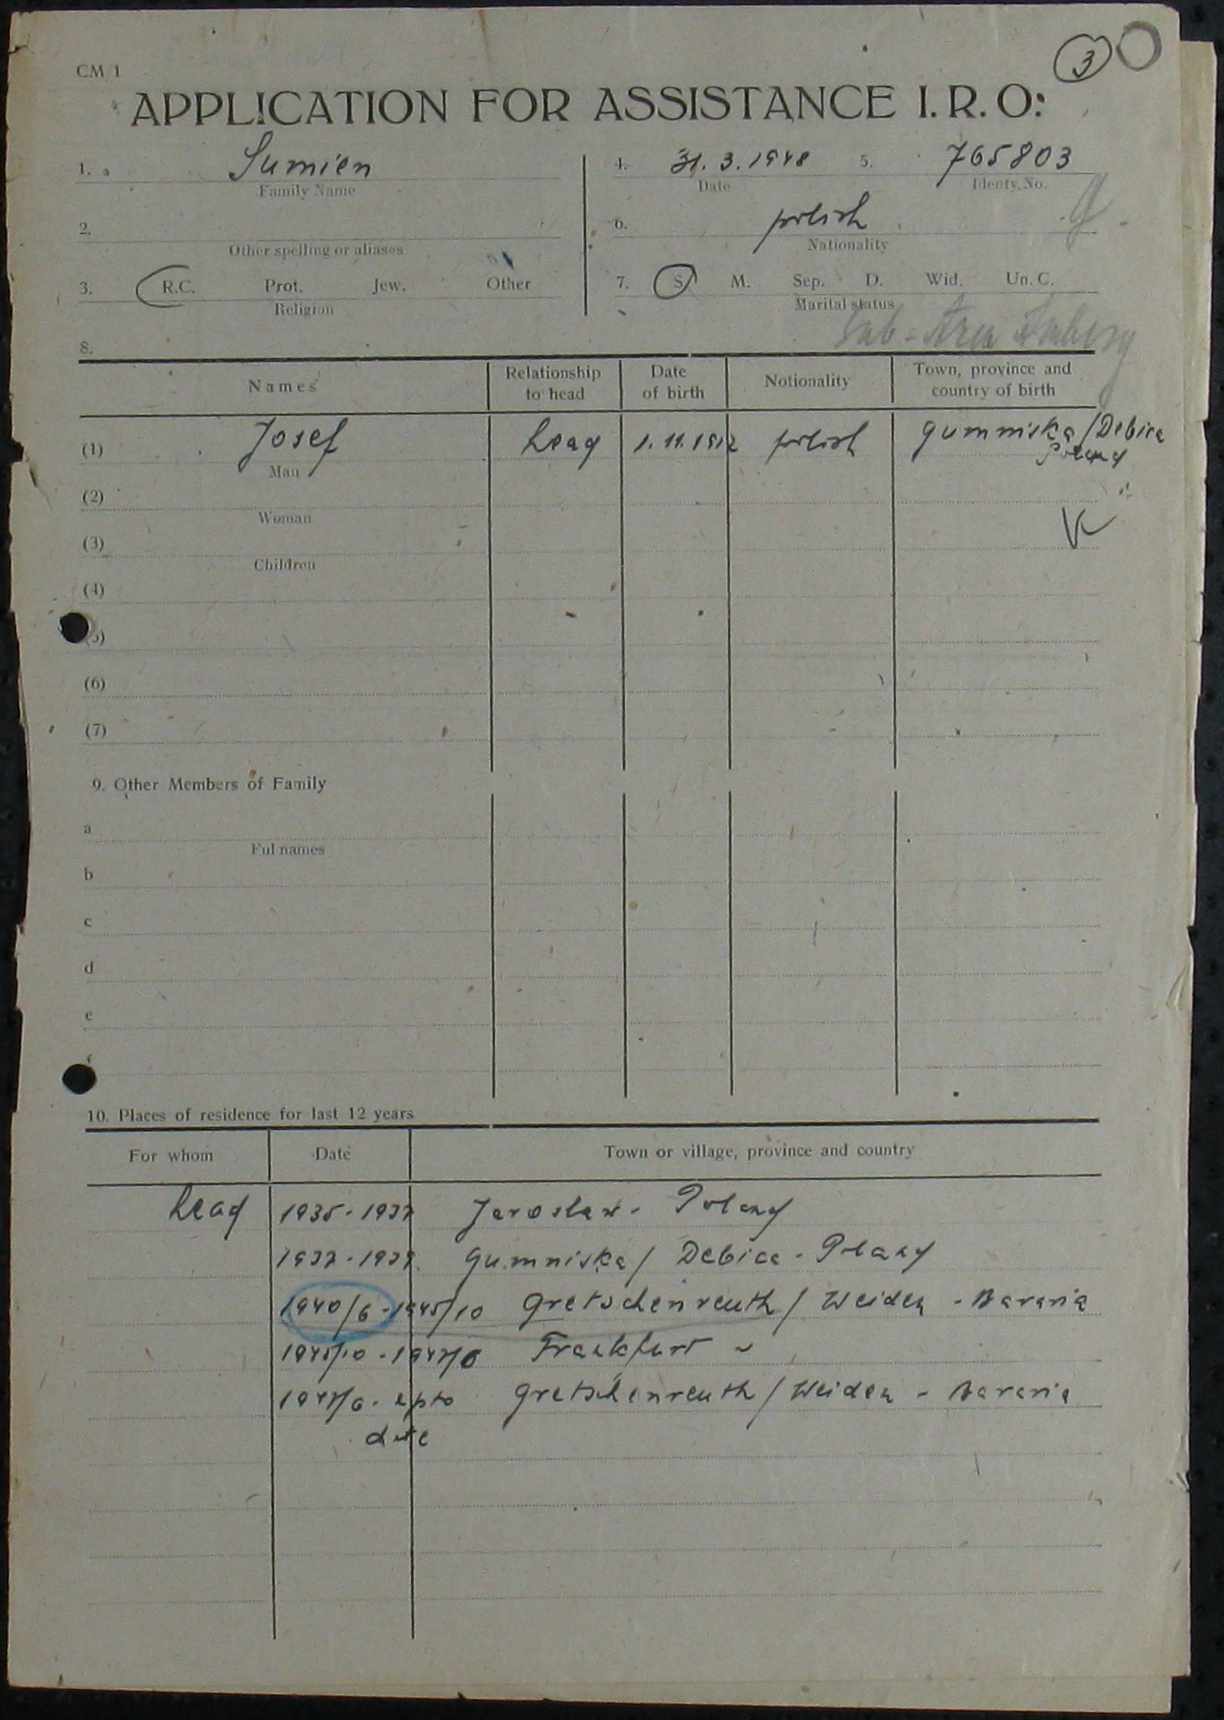 3
CM 1
APPLICATION FOR ASSISTANCE I.R.O:
1. Sumien
Family Name
4. 31.3.1948
Date
5. 765803
Identy. No.
2.
Other spelling or aliases
6. polish
Nationality
3. R.C. Prot. Jew. Other
Religion
7. S. M. Sep. D. Wid. Un. C.
Marital status
Sub-Area Amberg
8.
Names Relationship to head Date of birth Notionality Town, province and country of birth
(1) Josef Head 1.11.1912 polish Gumniska/Debica
Poland
Man
(2)
Woman
(3)
Children
(4)
(5)
(6)
(7)
9. Other Members of Family
a
Ful names
b
c
d
e
f
10. Places of residence for last 12 years
For whom Date Town or village, province and country
Head 1935-1937 Jaroslaw - Poland
1937-1939 Gumniska/ Debica - Poland
1940/6-1945/10 Gretschenreuth/ Weiden - Bavaria
1945/10-1947/6 Frankfurt ~
1947/6- upto Gretschenreuth/ Weiden - Bavaria
date